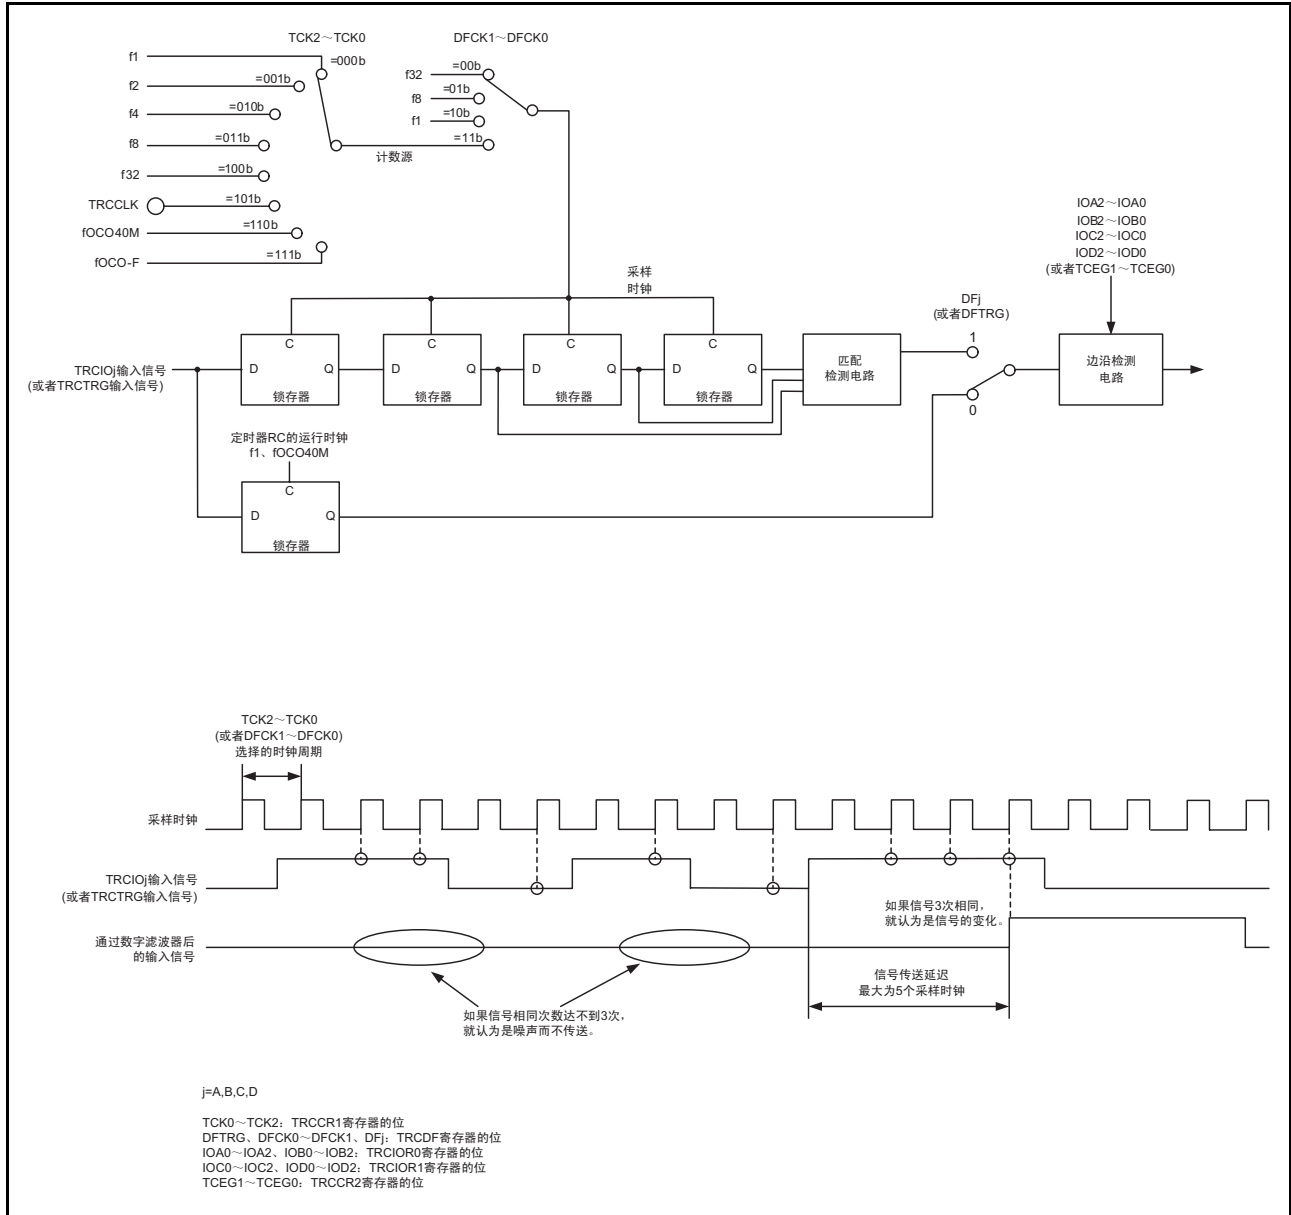 TCK2～TCK0
DFCK1～DFCK0
f1
=000b
f2
=001b
f4
=010b
f8
=011b
f32
=100b
TRCCLK
=101b
fOCO40M
=110b
fOCO-F
=111b
f32
=00b
f8
=01b
f1
=10b
=11b
计数源
采样
时钟
IOA2～IOA0
IOB2～IOB0
IOC2～IOC0
IOD2～IOD0
(或者TCEG1～TCEG0)
DFj
(或者DFTRG)
1
0
TRCIOj输入信号
(或者TRCTRG输入信号)
C
D
Q
锁存器
C
D
Q
锁存器
C
D
Q
锁存器
C
D
Q
锁存器
匹配
检测电路
边沿检测
电路
定时器RC的运行时钟
f1、fOCO40M
C
D
Q
锁存器
TCK2～TCK0
(或者DFCK1～DFCK0)
选择的时钟周期
采样时钟
TRCIOj输入信号
(或者TRCTRG输入信号)
如果信号3次相同，
就认为是信号的变化。
通过数字滤波器后
的输入信号
信号传送延迟
最大为5个采样时钟
如果信号相同次数达不到3次，
就认为是噪声而不传送。
j=A,B,C,D
TCK0～TCK2：TRCCR1寄存器的位
DFTRG、DFCK0～DFCK1、DFj：TRCDF寄存器的位
IOA0～IOA2、IOB0～IOB2：TRCIOR0寄存器的位
IOC0～IOC2、IOD0～IOD2：TRCIOR1寄存器的位
TCEG1～TCEG0：TRCCR2寄存器的位